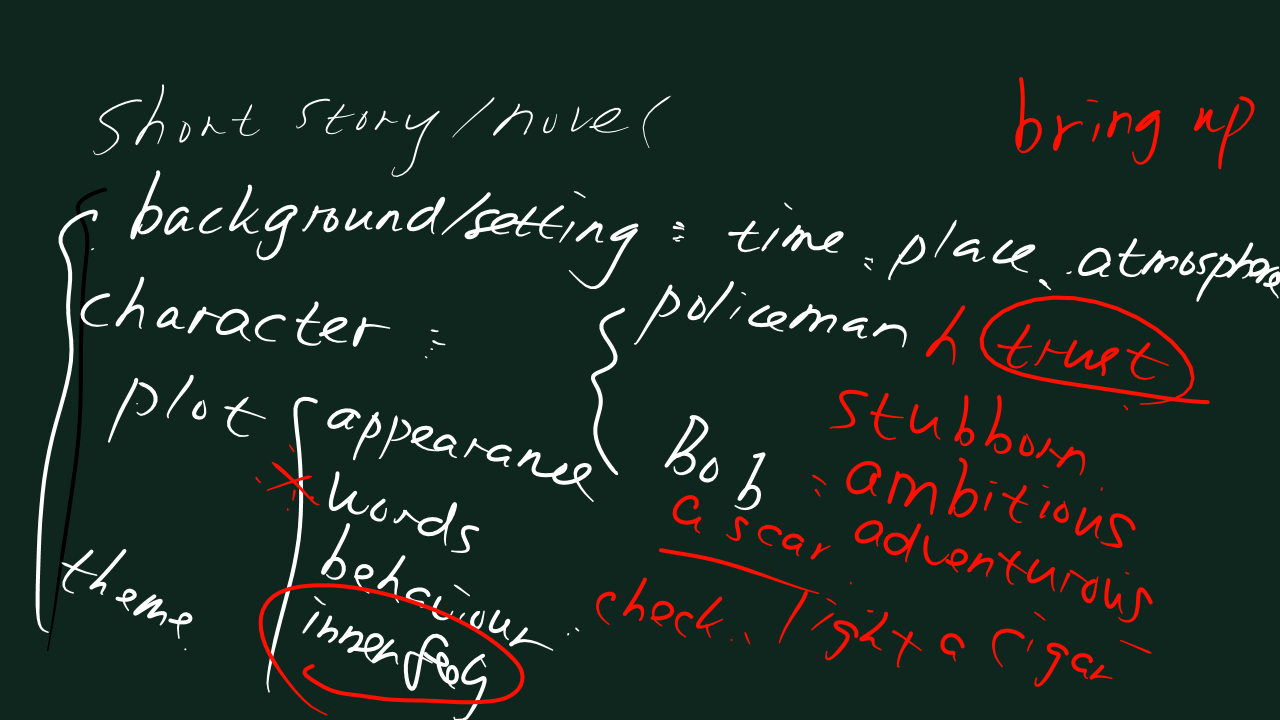 short story/novel
bring up
background/setting: time, place, atmosphere
character:
policeman h trust
plot
appearance
stubborn
Bob: ambitious
words
a scar adventurous
behaviour
check. light a cigar
theme
inner feeling